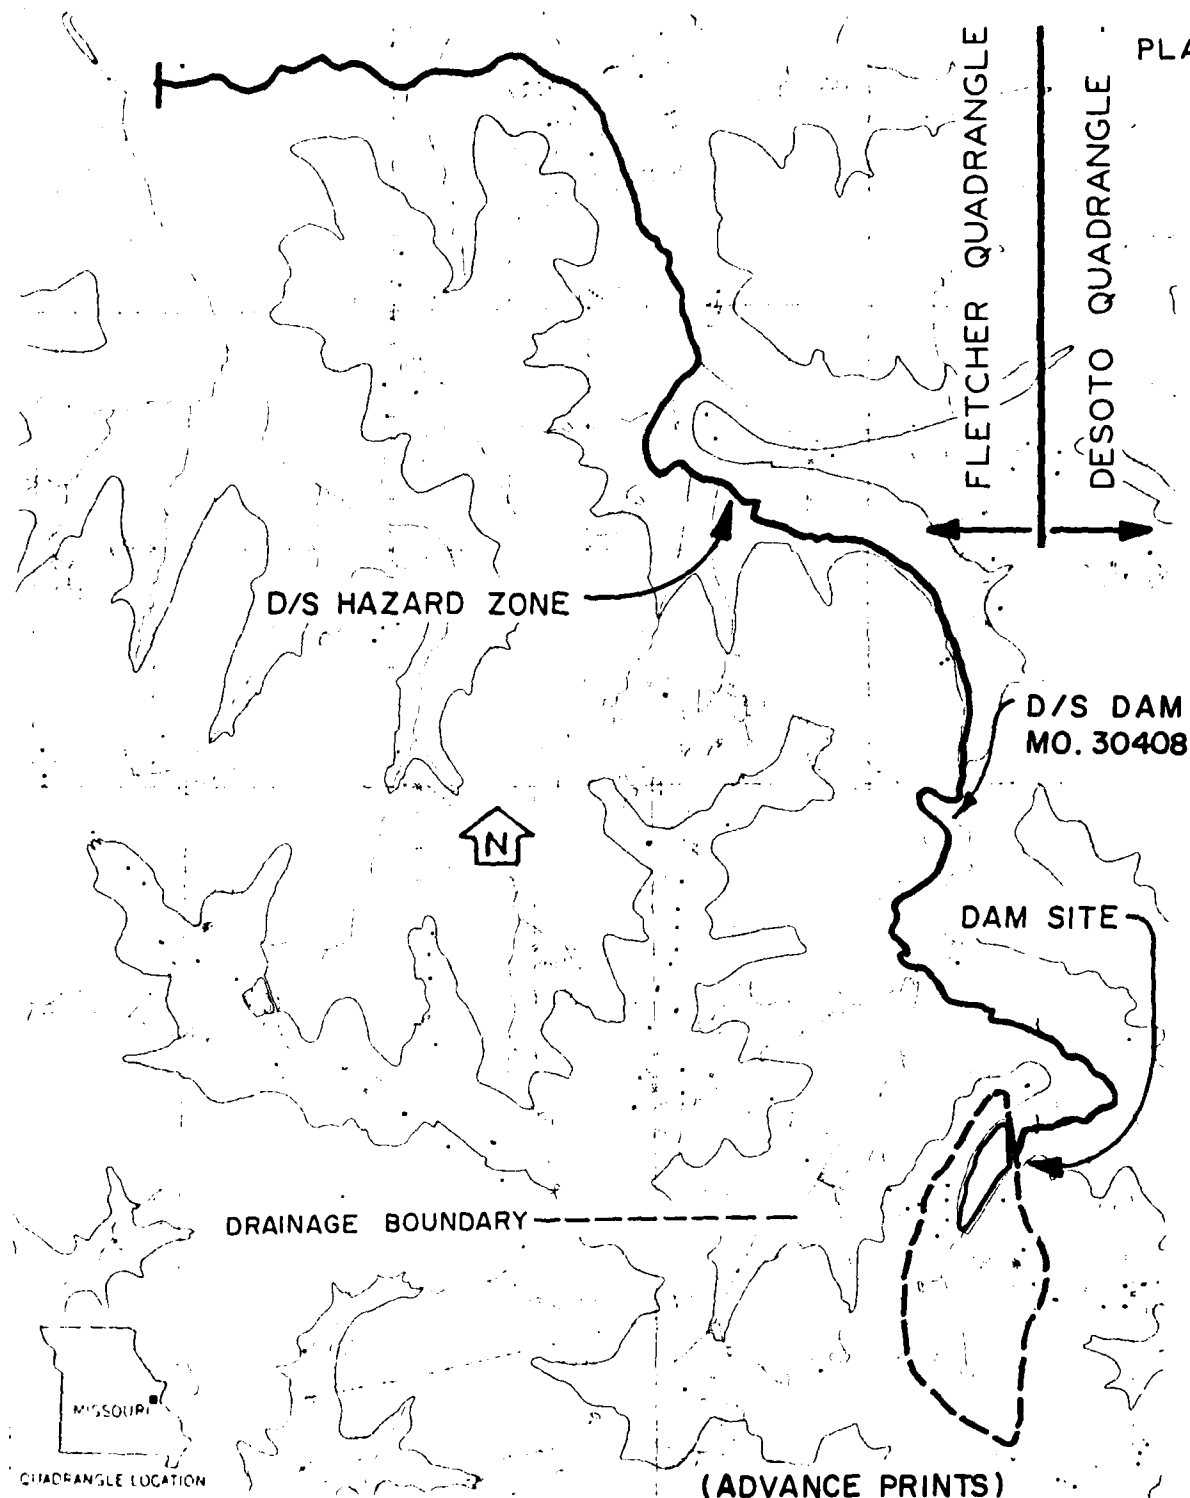 PLA
FLETCHER QUADRANGLE
DESOTO QUADRANGLE
D/S HAZARD ZONE
D/S DAM
MO. 30408
N
DAM SITE
DRAINAGE BOUNDARY
MISSOURI
QUADRANGLE LOCATION
(ADVANCE PRINTS)